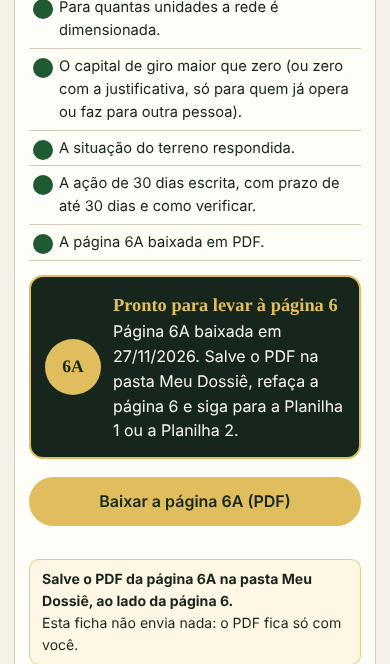 Para quantas unidades a rede é
dimensionada.
O capital de giro maior que zero (ou zero
com a justificativa, só para quem já opera
ou faz para outra pessoa).
A situação do terreno respondida.
A ação de 30 dias escrita, com prazo de
até 30 dias e como verificar.
A página 6A baixada em PDF.
6A
Pronto para levar à página 6
Página 6A baixada em
27/11/2026. Salve o PDF na
pasta Meu Dossiê, refaça a
página 6 e siga para a Planilha
1 ou a Planilha 2.
Baixar a página 6A (PDF)
Salve o PDF da página 6A na pasta Meu
Dossiê, ao lado da página 6.
Esta ficha não envia nada: o PDF fica só com
você.